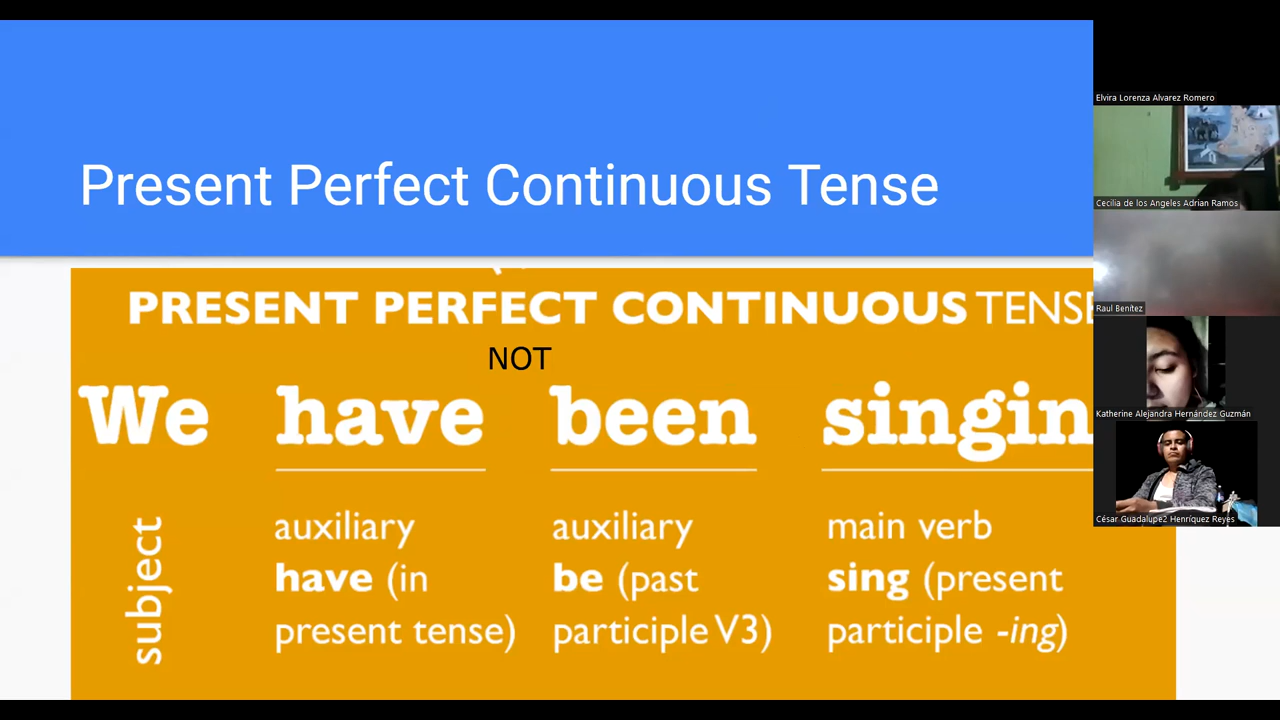 Present Perfect Continuous Tense
PRESENT PERFECT CONTINUOUS TENSE
NOT
We have been singin
subject
auxiliary
have (in
present tense)
auxiliary
be (past
participle V3)
main verb
sing (present
participle -ing)
Elvira Lorenza Alvarez Romero
Cecilia de los Angeles Adrian Ramos
Raul Benítez
Katherine Alejandra Hernández Guzmán
César Guadalupe2 Henríquez Reyes